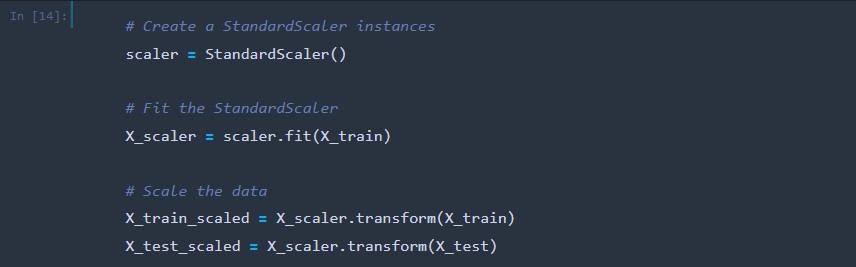 In [14]:
# Create a StandardScaler instances
scaler = StandardScaler()
# Fit the StandardScaler
X_scaler = scaler.fit(X_train)
# Scale the data
X_train_scaled = X_scaler.transform(X_train)
X_test_scaled = X_scaler.transform(X_test)